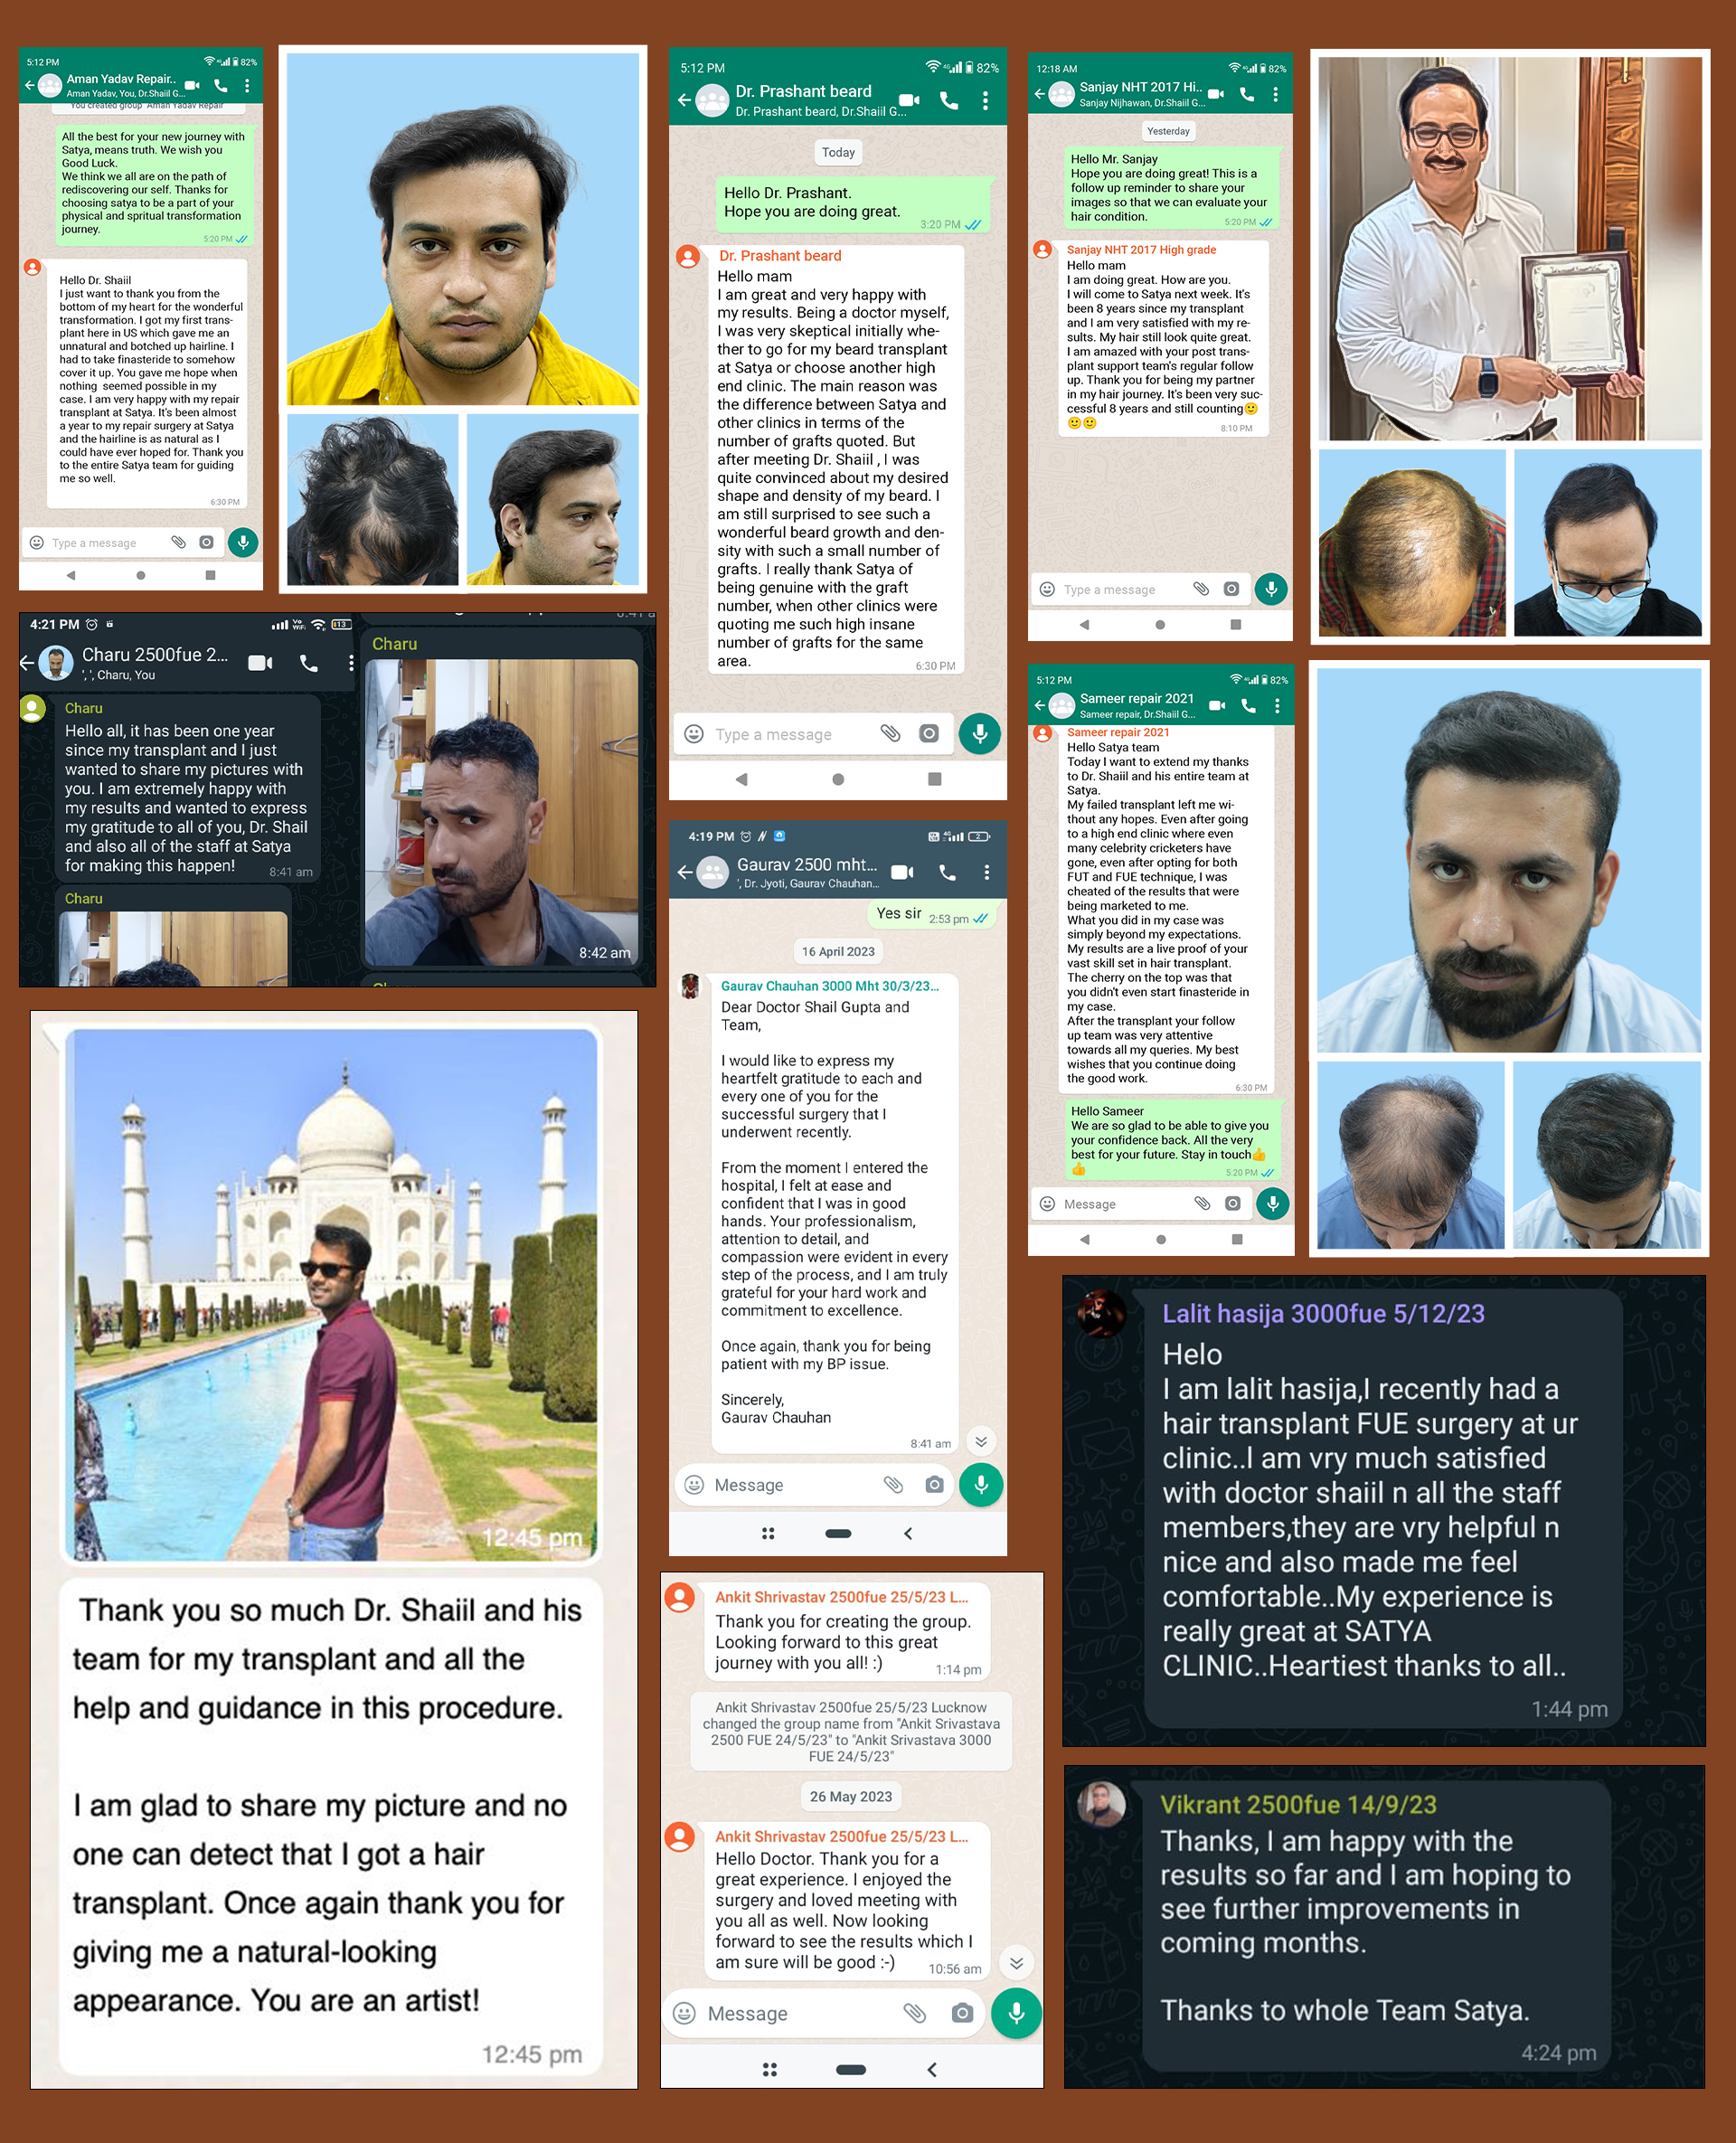 5:12 PM
82%
Aman Yadav Repair..
Aman Yadav, You, Dr.Shaiil G...
You created group "Aman Yadav Repair"
All the best for your new journey with
Satya, means truth. We wish you
Good Luck.
We think we all are on the path of
rediscovering our self. Thanks for
choosing satya to be a part of your
physical and spritual transformation
journey.
5:20 PM
Hello Dr. Shaiil
I just want to thank you from the
bottom of my heart for the wonderful
transformation. I got my first trans-
plant here in US which gave me an
unnatural and botched up hairline. I
had to take finasteride to somehow
cover it up. You gave me hope when
nothing seemed possible in my
case. I am very happy with my repair
transplant at Satya. It's been almost
a year to my repair surgery at Satya
and the hairline is as natural as I
could have ever hoped for. Thank you
to the entire Satya team for guiding
me so well.
6:30 PM
Type a message
5:12 PM
82%
Dr. Prashant beard
Dr. Prashant beard, Dr.Shaiil G...
Today
Hello Dr. Prashant.
Hope you are doing great.
3:20 PM
Dr. Prashant beard
Hello mam
I am great and very happy with
my results. Being a doctor myself,
I was very skeptical initially whe-
ther to go for my beard transplant
at Satya or choose another high
end clinic. The main reason was
the difference between Satya and
other clinics in terms of the
number of grafts quoted. But
after meeting Dr. Shaiil , I was
quite convinced about my desired
shape and density of my beard. I
am still surprised to see such a
wonderful beard growth and den-
sity with such a small number of
grafts. I really thank Satya of
being genuine with the graft
number, when other clinics were
quoting me such high insane
number of grafts for the same
area.
6:30 PM
Type a message
12:18 AM
82%
Sanjay NHT 2017 Hi..
Sanjay Nijhawan, Dr.Shaiil G...
Yesterday
Hello Mr. Sanjay
Hope you are doing great! This is a
follow up reminder to share your
images so that we can evaluate your
hair condition.
5:20 PM
Sanjay NHT 2017 High grade
Hello mam
I am doing great. How are you.
I will come to Satya next week. It's
been 8 years since my transplant
and I am very satisfied with my re-
sults. My hair still look quite great.
I am amazed with your post trans-
plant support team's regular follow
up. Thank you for being my partner
in my hair journey. It's been very suc-
cessful 8 years and still counting🙂
🙂🙂
8:10 PM
Type a message
4:21 PM
Charu 2500fue 2...
',', Charu, You
Charu
Hello all, it has been one year
since my transplant and I just
wanted to share my pictures with
you. I am extremely happy with
my results and wanted to express
my gratitude to all of you, Dr. Shail
and also all of the staff at Satya
for making this happen!
8:41 am
Charu
Charu
8:42 am
5:12 PM
82%
Sameer repair 2021
Sameer repair, Dr.Shaiil G...
Sameer repair 2021
Hello Satya team
Today I want to extend my thanks
to Dr. Shaiil and his entire team at
Satya.
My failed transplant left me wi-
thout any hopes. Even after going
to a high end clinic where even
many celebrity cricketers have
gone, even after opting for both
FUT and FUE technique, I was
cheated of the results that were
being marketed to me.
What you did in my case was
simply beyond my expectations.
My results are a live proof of your
vast skill set in hair transplant.
The cherry on the top was that
you didn't even start finasteride in
my case.
After the transplant your follow
up team was very attentive
towards all my queries. My best
wishes that you continue doing
the good work.
6:30 PM
Hello Sameer
We are so glad to be able to give you
your confidence back. All the very
best for your future. Stay in touch👍
👍
5:20 PM
Message
4:19 PM
Gaurav 2500 mht...
', Dr. Jyoti, Gaurav Chauhan...
Yes sir
2:53 pm
16 April 2023
Gaurav Chauhan 3000 Mht 30/3/23...
Dear Doctor Shail Gupta and
Team,
I would like to express my
heartfelt gratitude to each and
every one of you for the
successful surgery that I
underwent recently.
From the moment I entered the
hospital, I felt at ease and
confident that I was in good
hands. Your professionalism,
attention to detail, and
compassion were evident in every
step of the process, and I am truly
grateful for your hard work and
commitment to excellence.
Once again, thank you for being
patient with my BP issue.
Sincerely,
Gaurav Chauhan
8:41 am
Message
12:45 pm
Thank you so much Dr. Shaiil and his
team for my transplant and all the
help and guidance in this procedure.
I am glad to share my picture and no
one can detect that I got a hair
transplant. Once again thank you for
giving me a natural-looking
appearance. You are an artist!
12:45 pm
Ankit Shrivastav 2500fue 25/5/23 L...
Thank you for creating the group.
Looking forward to this great
journey with you all! :)
1:14 pm
Ankit Shrivastav 2500fue 25/5/23 Lucknow
changed the group name from "Ankit Srivastava
2500 FUE 24/5/23" to "Ankit Srivastava 3000
FUE 24/5/23"
26 May 2023
Ankit Shrivastav 2500fue 25/5/23 L...
Hello Doctor. Thank you for a
great experience. I enjoyed the
surgery and loved meeting with
you all as well. Now looking
forward to see the results which I
am sure will be good :-)
10:56 am
Message
Lalit hasija 3000fue 5/12/23
Helo
I am lalit hasija,I recently had a
hair transplant FUE surgery at ur
clinic..I am vry much satisfied
with doctor shaiil n all the staff
members,they are vry helpful n
nice and also made me feel
comfortable..My experience is
really great at SATYA
CLINIC..Heartiest thanks to all..
1:44 pm
Vikrant 2500fue 14/9/23
Thanks, I am happy with the
results so far and I am hoping to
see further improvements in
coming months.
Thanks to whole Team Satya.
4:24 pm